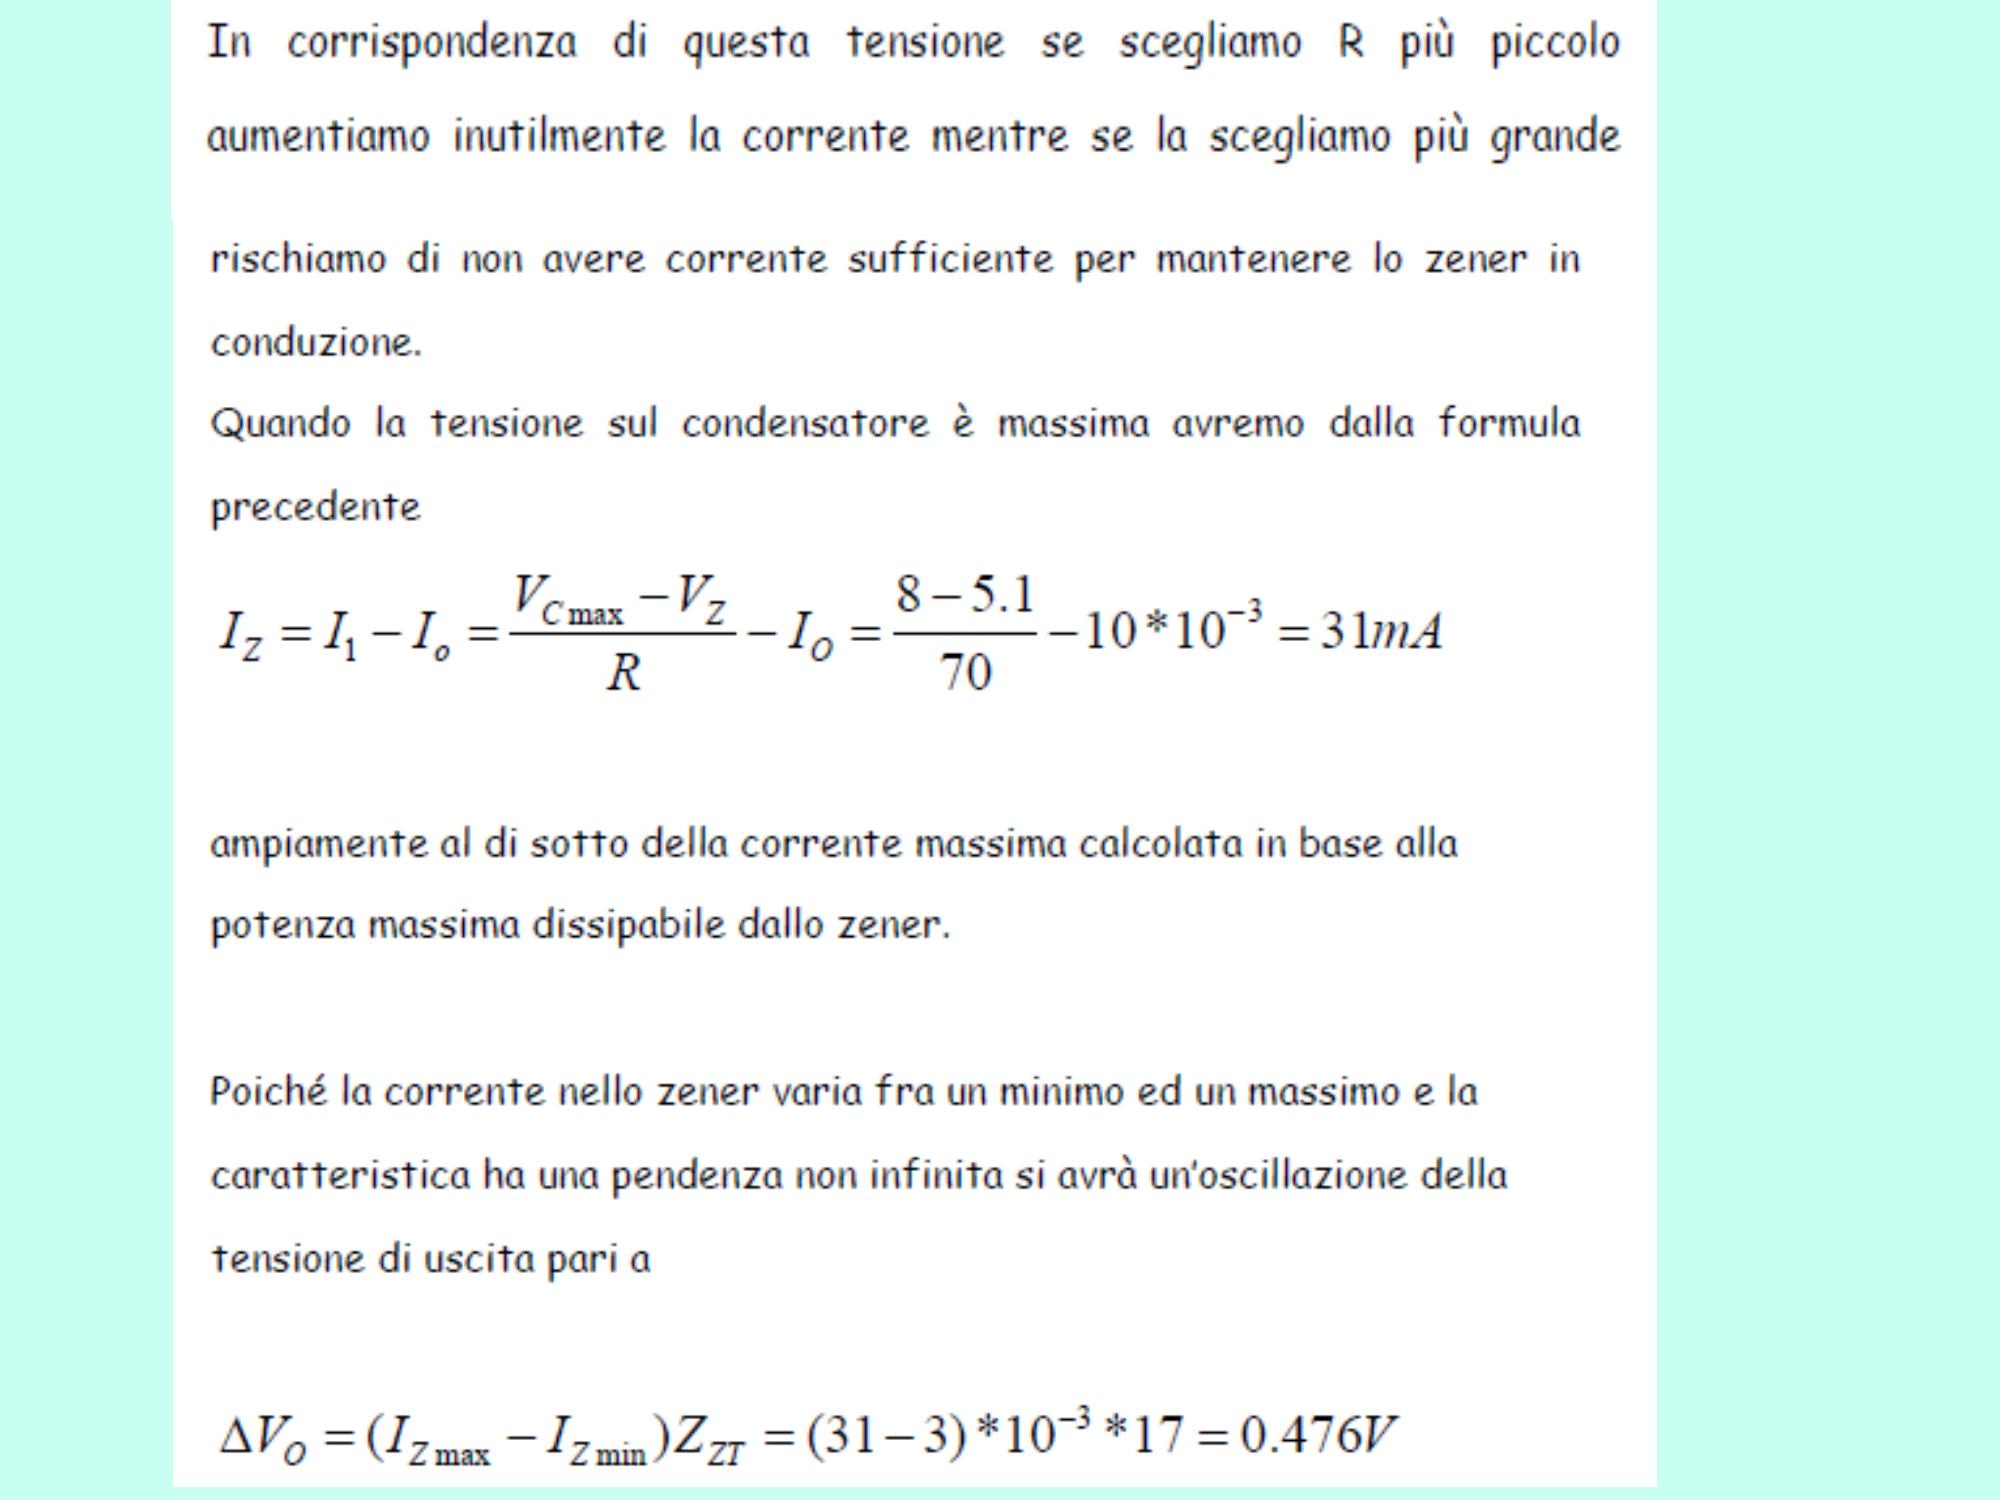 In corrispondenza di questa tensione se scegliamo R più piccolo
aumentiamo inutilmente la corrente mentre se la scegliamo più grande
rischiamo di non avere corrente sufficiente per mantenere lo zener in
conduzione.
Quando la tensione sul condensatore è massima avremo dalla formula
precedente
I_Z = I_1 − I_o = (V_{C max} − V_Z) / R − I_O = (8 − 5.1) / 70 − 10*10^{−3} = 31mA
ampiamente al di sotto della corrente massima calcolata in base alla
potenza massima dissipabile dallo zener.
Poiché la corrente nello zener varia fra un minimo ed un massimo e la
caratteristica ha una pendenza non infinita si avrà un'oscillazione della
tensione di uscita pari a
ΔV_O = (I_{Z max} − I_{Z min})Z_{ZT} = (31 − 3)*10^{−3}*17 = 0.476V